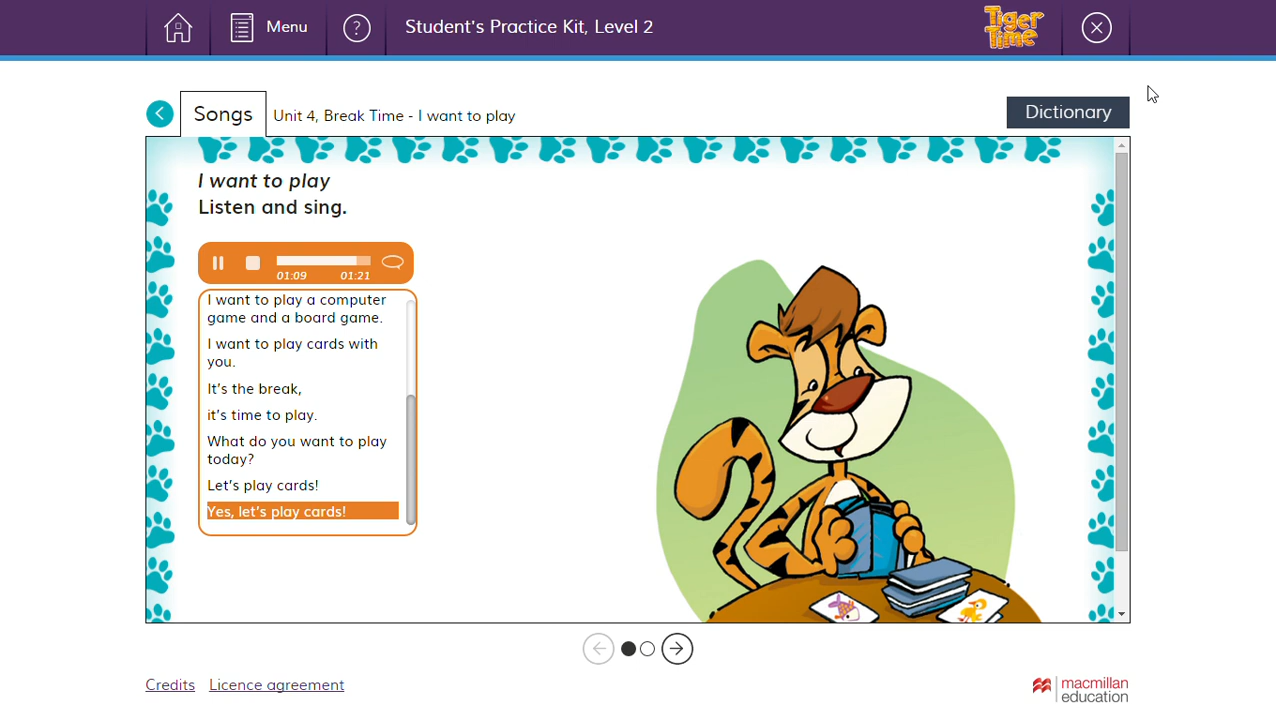 Menu
?
Student's Practice Kit, Level 2
Tiger
Time
Songs
Unit 4, Break Time - I want to play
Dictionary
I want to play
Listen and sing.
01:09
01:21
I want to play a computer
game and a board game.
I want to play cards with
you.
It's the break,
it's time to play.
What do you want to play
today?
Let's play cards!
Yes, let's play cards!
Credits
Licence agreement
macmillan
education